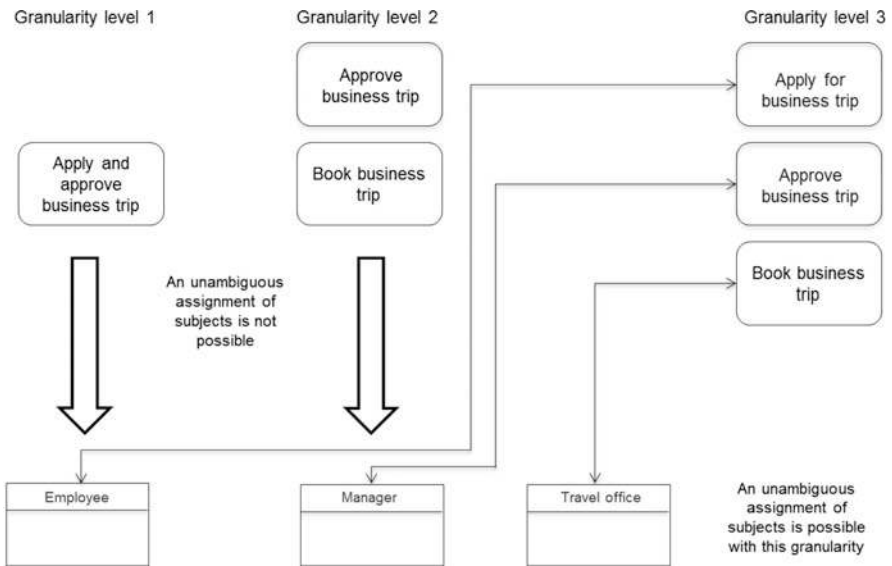 Granularity level 1
Granularity level 2
Granularity level 3
Approve
business trip
Apply for
business trip
Apply and
approve
business trip
Book business
trip
Approve
business trip
Book business
trip
An unambiguous
assignment of
subjects is not
possible
Employee
Manager
Travel office
An unambiguous
assignment of
subjects is possible
with this granularity